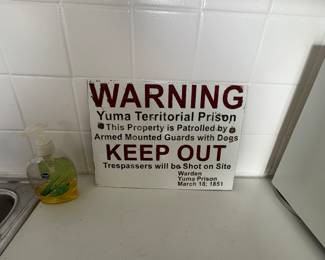 WARNING
Yuma Territorial Prison
This Property is Patrolled by
Armed Mounted Guards with Dogs
KEEP OUT
Trespassers will be Shot on Site
Warden
Yuma Prison
March 18; 1851